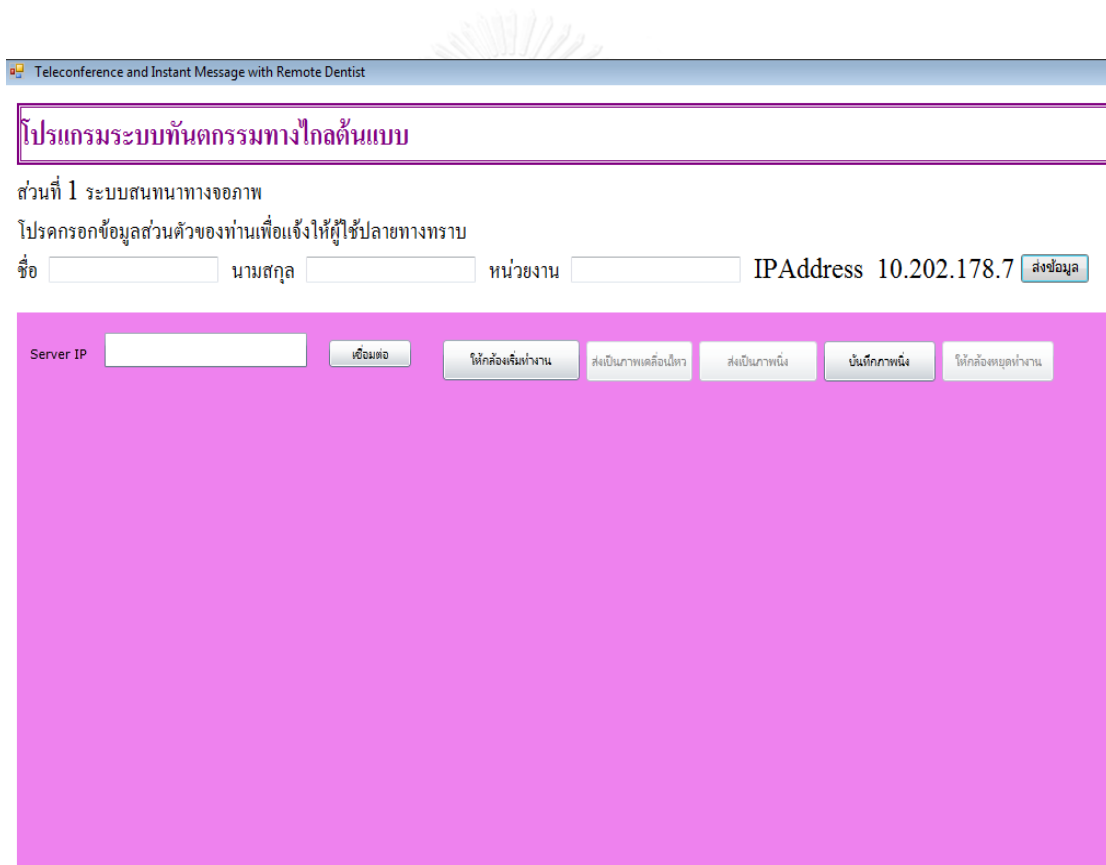 Teleconference and Instant Message with Remote Dentist
โปรแกรมระบบทันตกรรมทางไกลต้นแบบ
ส่วนที่ 1 ระบบสนทนาทางจอภาพ
โปรดกรอกข้อมูลส่วนตัวของท่านเพื่อแจ้งให้ผู้ใช้ปลายทางทราบ
ชื่อ นามสกุล หน่วยงาน IPAddress 10.202.178.7 ส่งข้อมูล
Server IP เชื่อมต่อ ให้กล้องเริ่มทำงาน ส่งเป็นภาพเคลื่อนไหว ส่งเป็นภาพนิ่ง บันทึกภาพนิ่ง ให้กล้องหยุดทำงาน